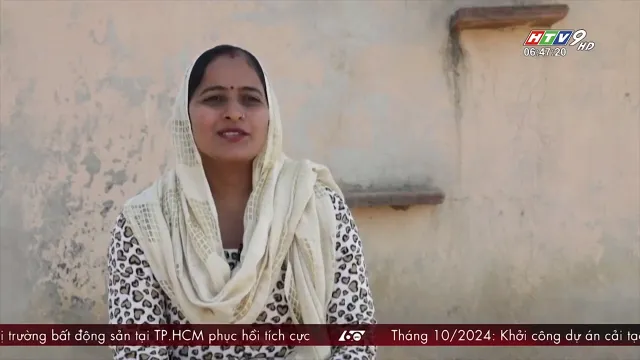 HTV9 HD
06:47:20
ị trường bất động sản tại TP.HCM phục hồi tích cực
60 Tháng 10/2024: Khởi công dự án cải tạ